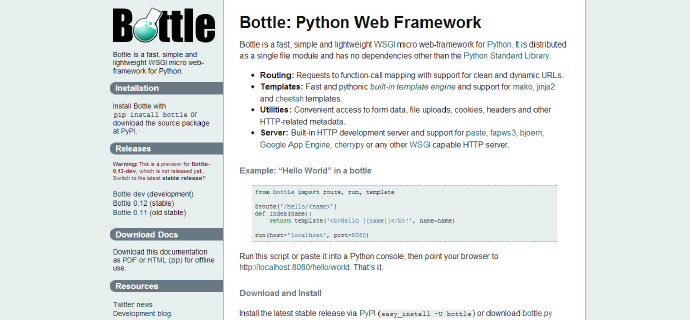 Bottle
Bottle is a fast, simple and
lightweight WSGI micro web-
framework for Python.
Installation
Install Bottle with
pip install bottle or
download the source package
at PyPI.
Releases
Warning: This is a preview for Bottle-
0.13-dev, which is not released yet.
Switch to the latest stable release?
Bottle dev (development)
Bottle 0.12 (stable)
Bottle 0.11 (old stable)
Download Docs
Download this documentation
as PDF or HTML (zip) for offline
use.
Resources
Twitter news
Development blog
Bottle: Python Web Framework
Bottle is a fast, simple and lightweight WSGI micro web-framework for Python. It is distributed
as a single file module and has no dependencies other than the Python Standard Library.
• Routing: Requests to function-call mapping with support for clean and dynamic URLs.
• Templates: Fast and pythonic built-in template engine and support for mako, jinja2
and cheetah templates.
• Utilities: Convenient access to form data, file uploads, cookies, headers and other
HTTP-related metadata.
• Server: Built-in HTTP development server and support for paste, fapws3, bjoern,
Google App Engine, cherrypy or any other WSGI capable HTTP server.
Example: “Hello World” in a bottle
from bottle import route, run, template
@route('/hello/<name>')
def index(name):
    return template('<b>Hello {{name}}</b>!', name=name)
run(host='localhost', port=8080)
Run this script or paste it into a Python console, then point your browser to
http://localhost:8080/hello/world. That's it.
Download and Install
Install the latest stable release via PyPI (easy_install -U bottle) or download bottle.py